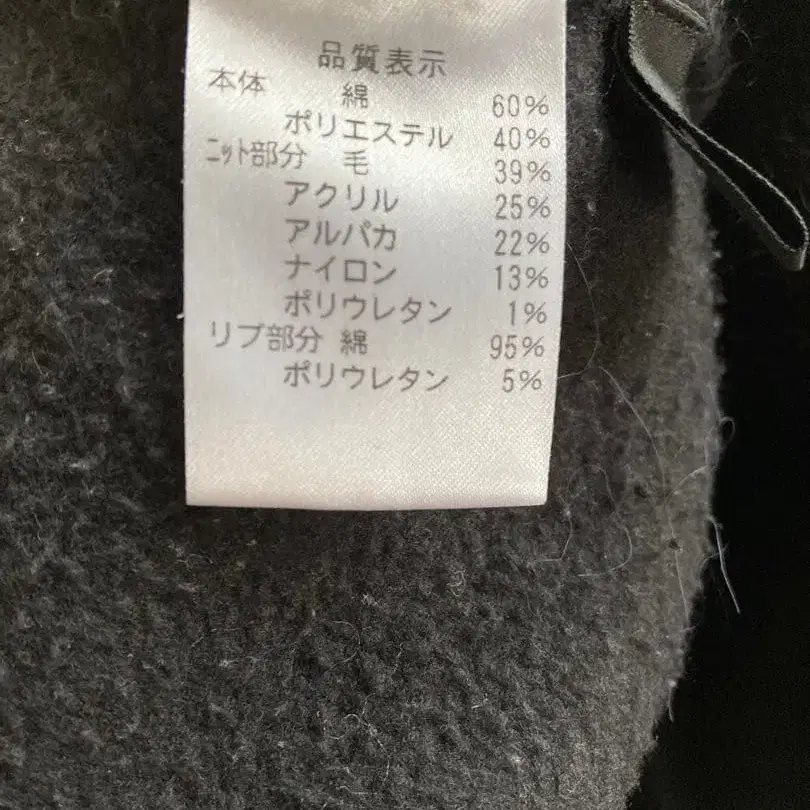 品質表示
本体 綿 60%
ポリエステル 40%
ﾆｯﾄ部分 毛 39%
アクリル 25%
アルパカ 22%
ナイロン 13%
ポリウレタン 1%
リブ部分 綿 95%
ポリウレタン 5%